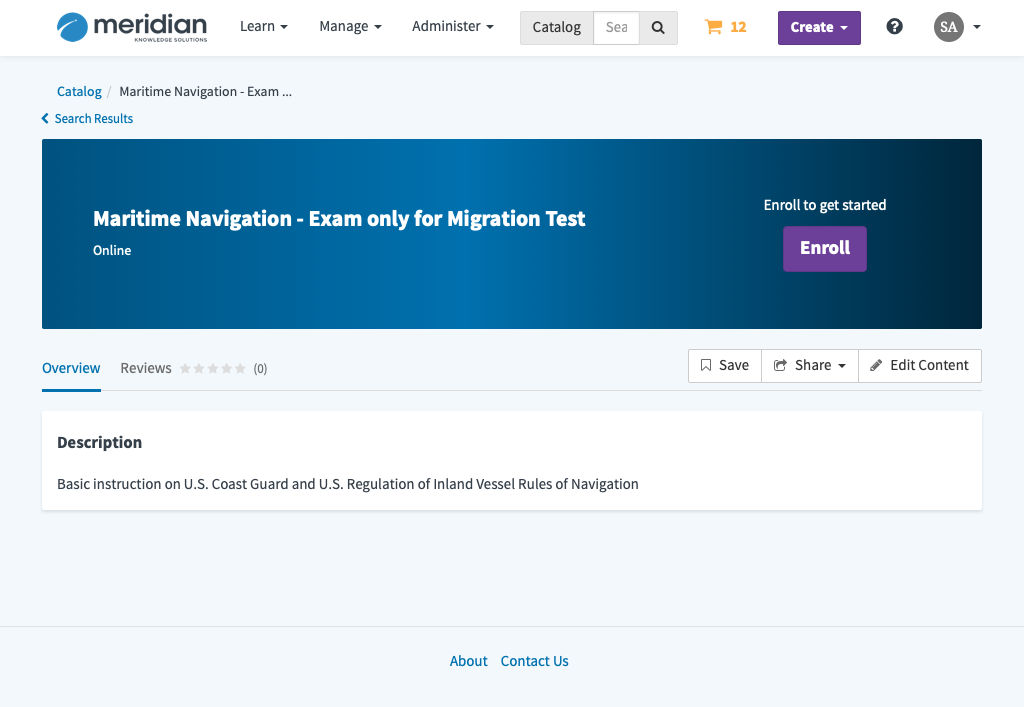 meridian
KNOWLEDGE SOLUTIONS
Learn Manage Administer Catalog Sea 12 Create SA
Catalog / Maritime Navigation - Exam ...
Search Results
Maritime Navigation - Exam only for Migration Test
Online
Enroll to get started
Enroll
Overview Reviews (0) Save Share Edit Content
Description
Basic instruction on U.S. Coast Guard and U.S. Regulation of Inland Vessel Rules of Navigation
About Contact Us